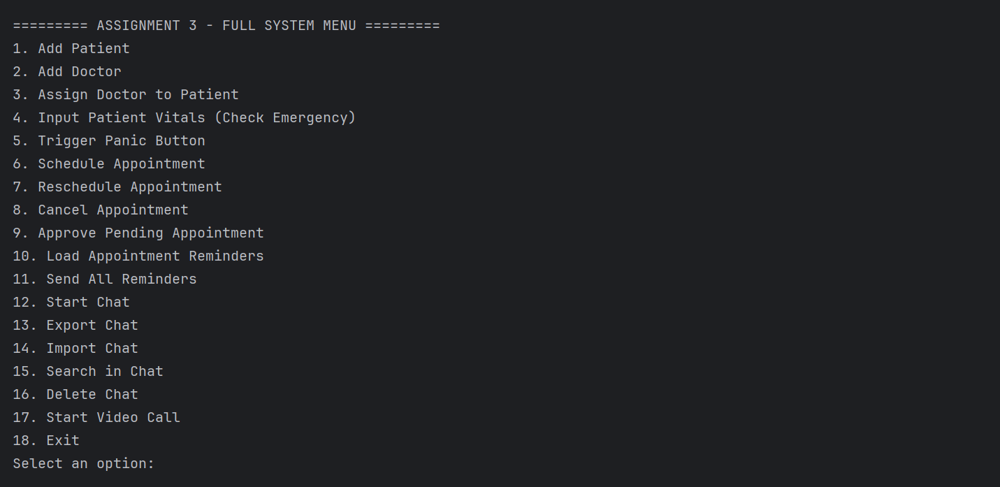 ========= ASSIGNMENT 3 - FULL SYSTEM MENU =========
1. Add Patient
2. Add Doctor
3. Assign Doctor to Patient
4. Input Patient Vitals (Check Emergency)
5. Trigger Panic Button
6. Schedule Appointment
7. Reschedule Appointment
8. Cancel Appointment
9. Approve Pending Appointment
10. Load Appointment Reminders
11. Send All Reminders
12. Start Chat
13. Export Chat
14. Import Chat
15. Search in Chat
16. Delete Chat
17. Start Video Call
18. Exit
Select an option: